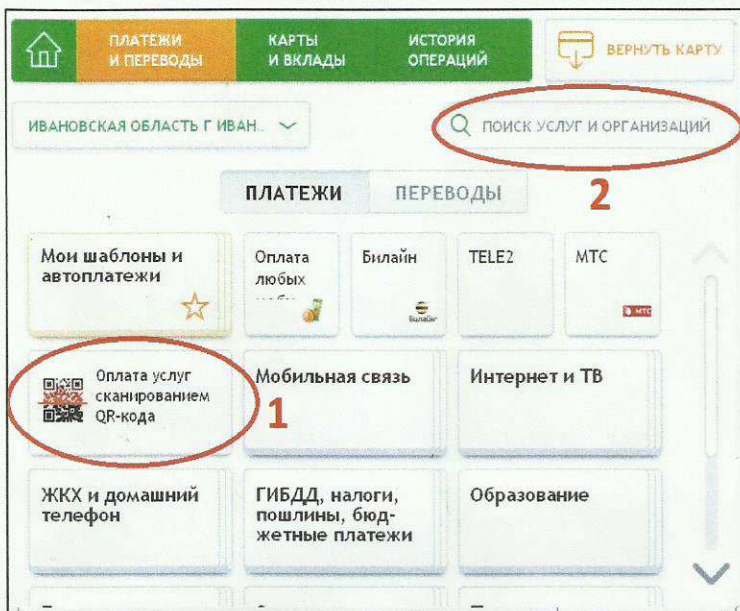 ПЛАТЕЖИ
И ПЕРЕВОДЫ
КАРТЫ
И ВКЛАДЫ
ИСТОРИЯ
ОПЕРАЦИЙ
ВЕРНУТЬ КАРТУ
ИВАНОВСКАЯ ОБЛАСТЬ Г ИВАН...
ПОИСК УСЛУГ И ОРГАНИЗАЦИЙ
2
ПЛАТЕЖИ
ПЕРЕВОДЫ
Мои шаблоны и
автоплатежи
Оплата
любых
Билайн
Билайн
TELE2
МТС
МТС
Оплата услуг
сканированием
QR-кода
1
Мобильная связь
Интернет и ТВ
ЖКХ и домашний
телефон
ГИБДД, налоги,
пошлины, бюд-
жетные платежи
Образование